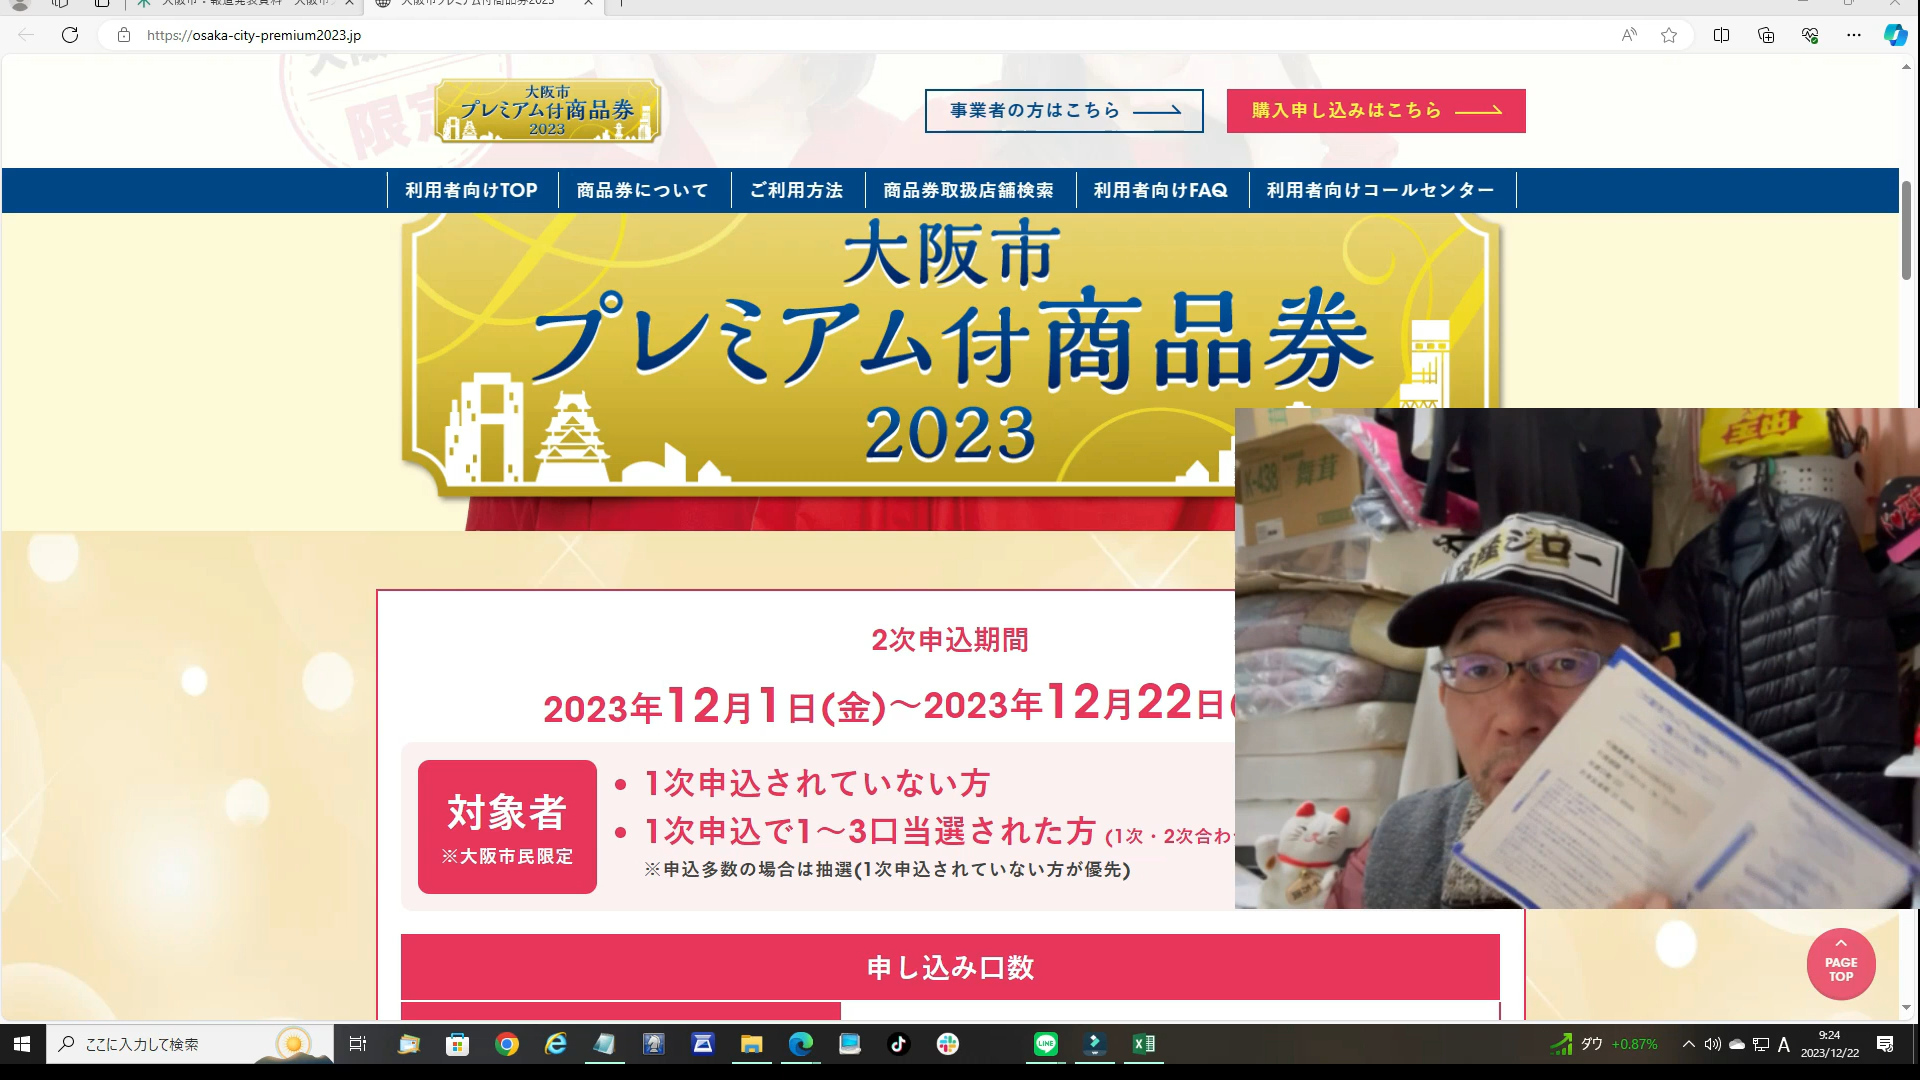 https://osaka-city-premium2023.jp
大阪市
プレミアム付商品券
2023
事業者の方はこちら
購入申し込みはこちら
利用者向けTOP
商品券について
ご利用方法
商品券取扱店舗検索
利用者向けFAQ
利用者向けコールセンター
大阪市
プレミアム付商品券
2023
2次申込期間
2023年12月1日(金)～2023年12月22日(
対象者
※大阪市民限定
• 1次申込されていない方
• 1次申込で1～3口当選された方 (1次・2次合わ
※申込多数の場合は抽選(1次申込されていない方が優先)
申し込み口数
PAGE
TOP
ここに入力して検索
ダウ +0.87%
A
9:24
2023/12/22